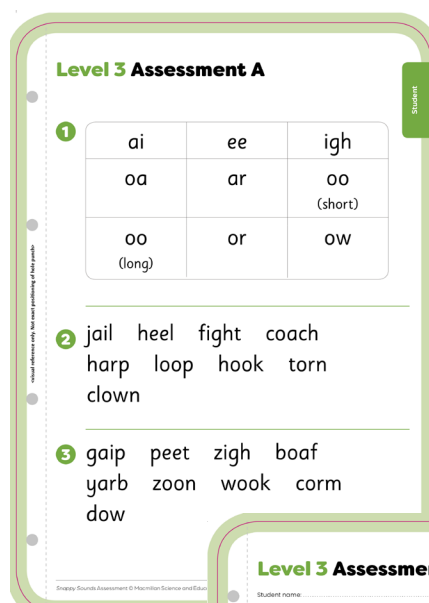 Level 3 Assessment A
Student
1
ai ee igh
oa ar oo
(short)
oo or ow
(long)
<visual reference only. Not exact positioning of hole punch>
2 jail heel fight coach
harp loop hook torn
clown
3 gaip peet zigh boaf
yarb zoon wook corm
dow
Snappy Sounds Assessment © Macmillan Science and Educ
Level 3 Assessme
Student name: